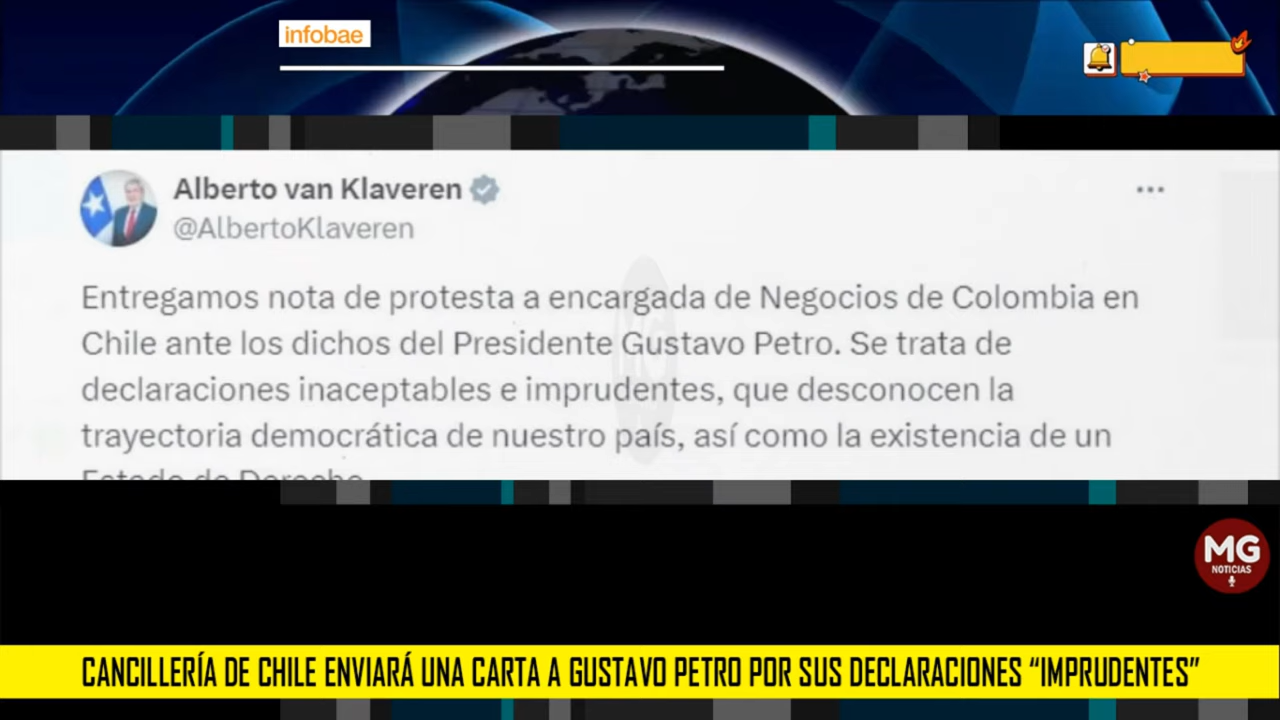 infobae
Alberto van Klaveren
@AlbertoKlaveren
Entregamos nota de protesta a encargada de Negocios de Colombia en
Chile ante los dichos del Presidente Gustavo Petro. Se trata de
declaraciones inaceptables e imprudentes, que desconocen la
trayectoria democrática de nuestro país, así como la existencia de un
Estado de Derecho
MG
NOTICIAS
CANCILLERÍA DE CHILE ENVIARÁ UNA CARTA A GUSTAVO PETRO POR SUS DECLARACIONES “IMPRUDENTES”